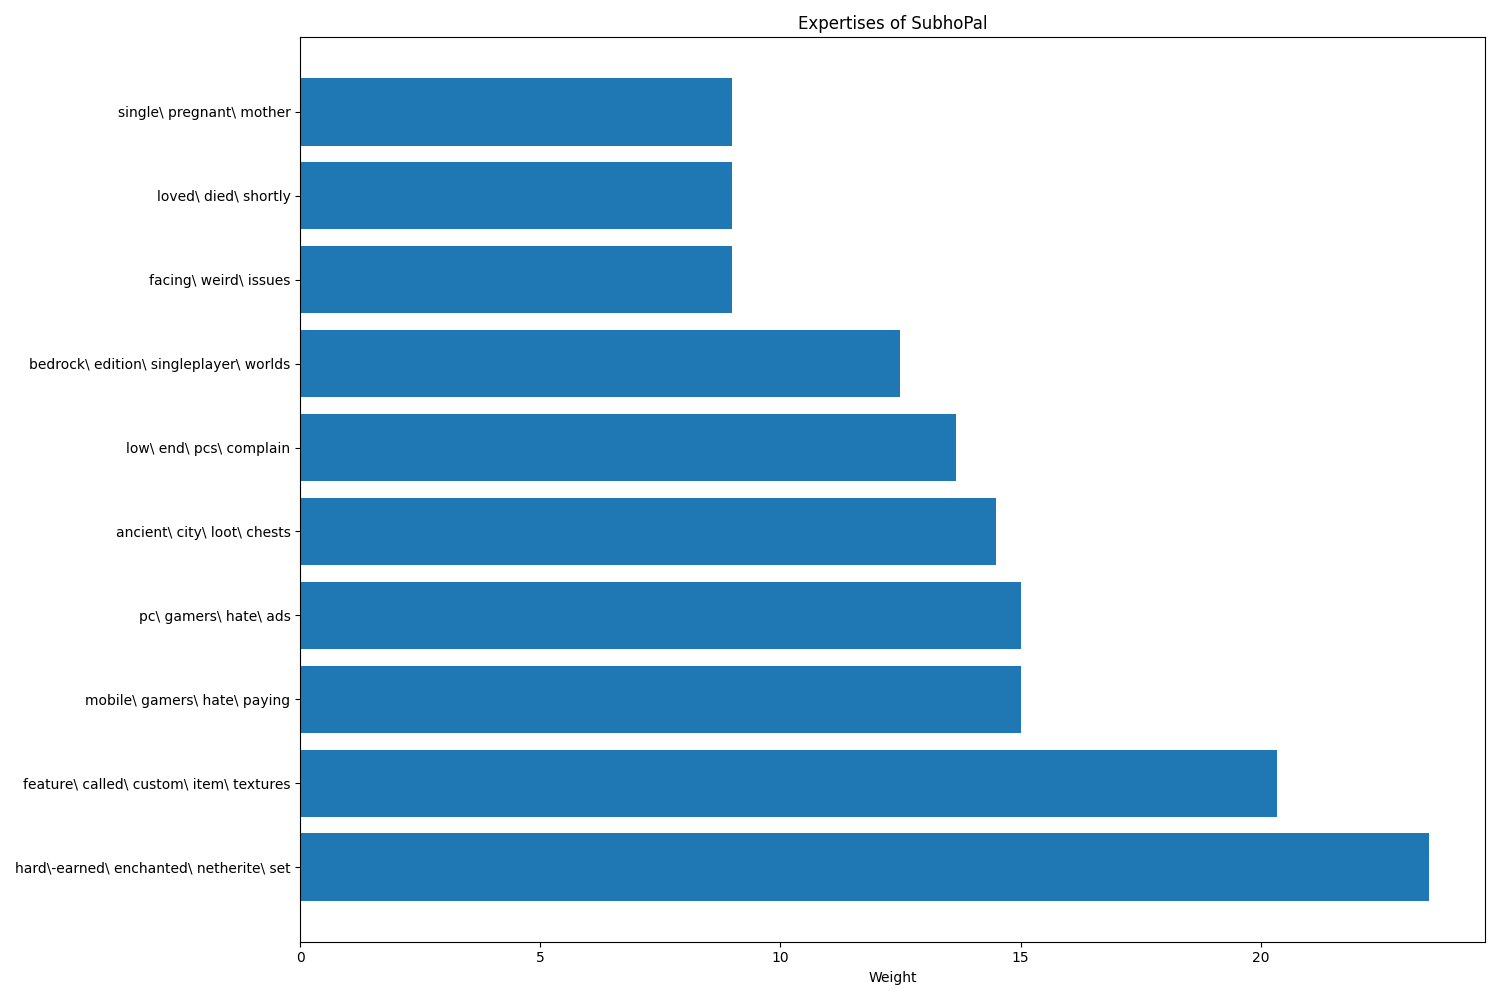 Expertises of SubhoPal
single\ pregnant\ mother
loved\ died\ shortly
facing\ weird\ issues
bedrock\ edition\ singleplayer\ worlds
low\ end\ pcs\ complain
ancient\ city\ loot\ chests
pc\ gamers\ hate\ ads
mobile\ gamers\ hate\ paying
feature\ called\ custom\ item\ textures
hard\-earned\ enchanted\ netherite\ set
0 5 10 15 20
Weight